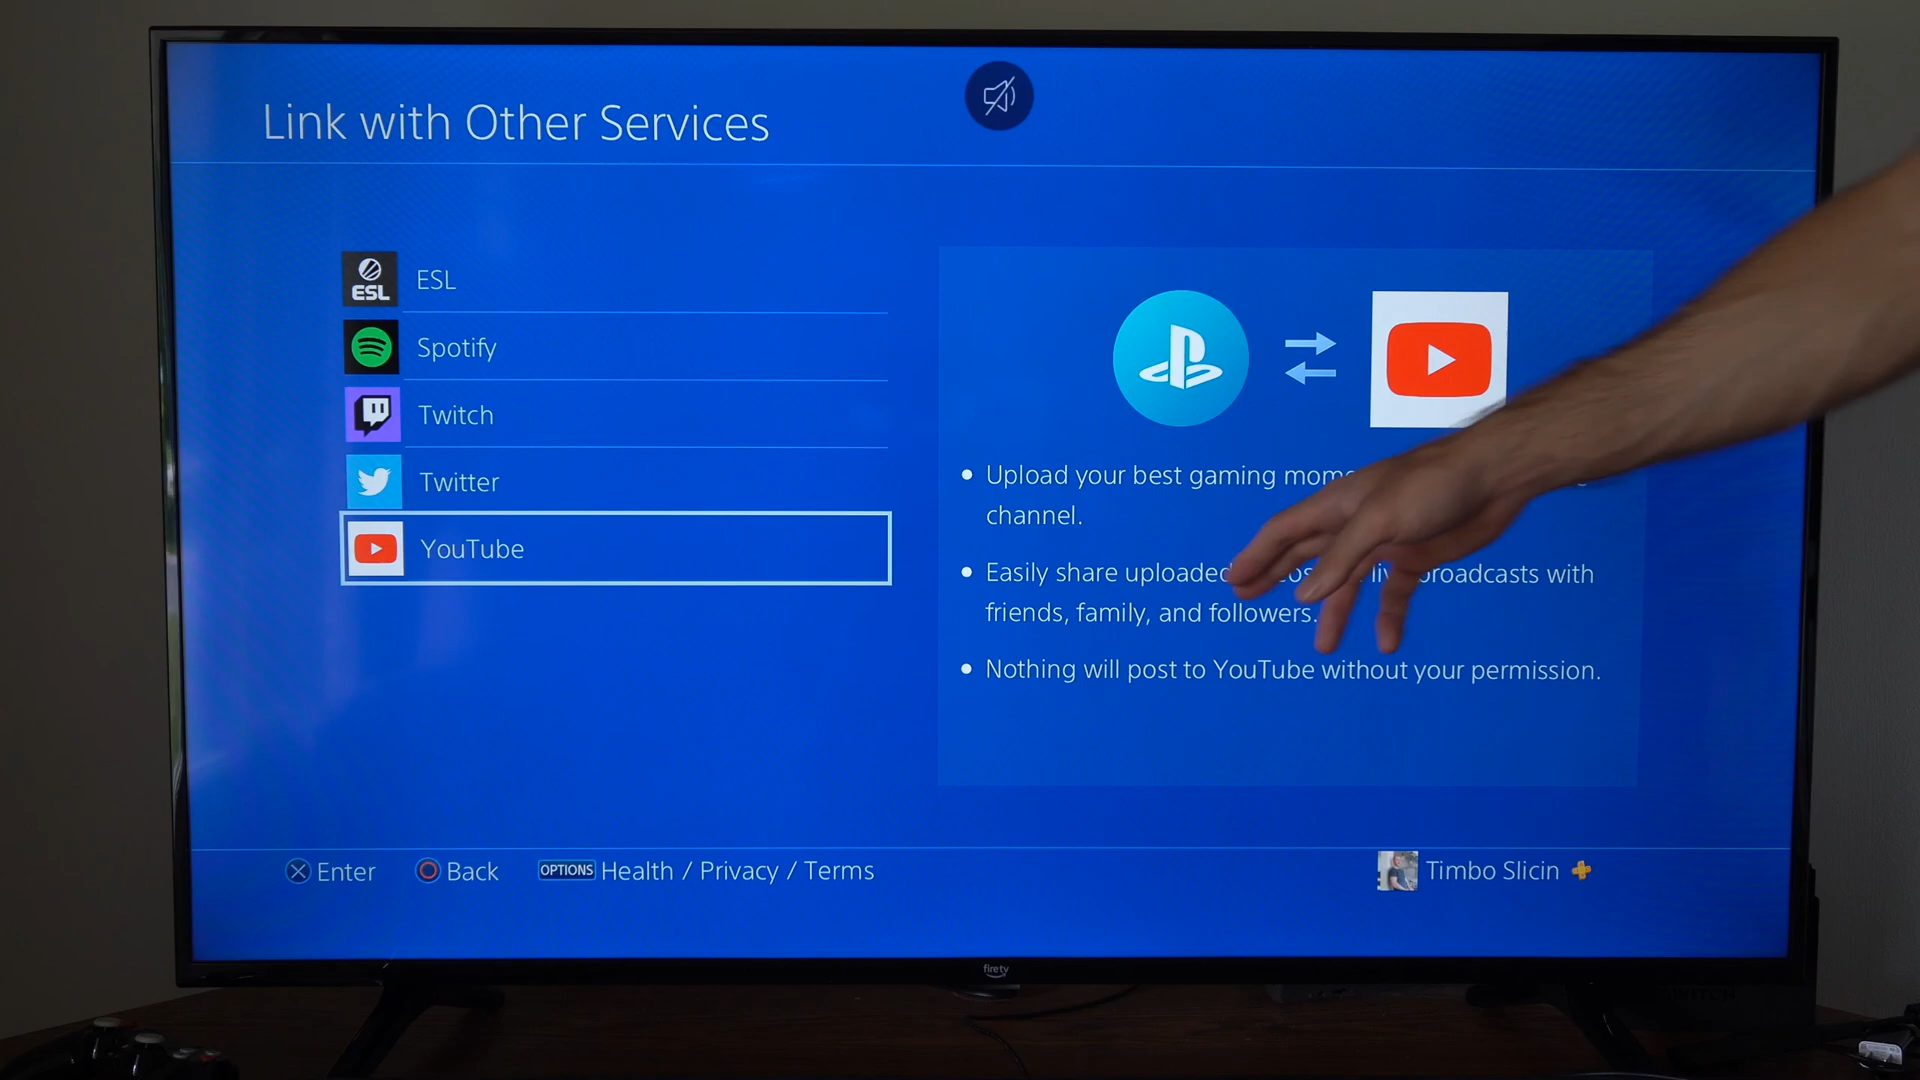 Link with Other Services
ESL
ESL
Spotify
Twitch
Twitter
YouTube
Upload your best gaming
channel.
Easily share uploaded broadcasts with
friends, family, and followers.
Nothing will post to YouTube without your permission.
Enter
Back
OPTIONS Health / Privacy / Terms
Timbo Slicin
firetv